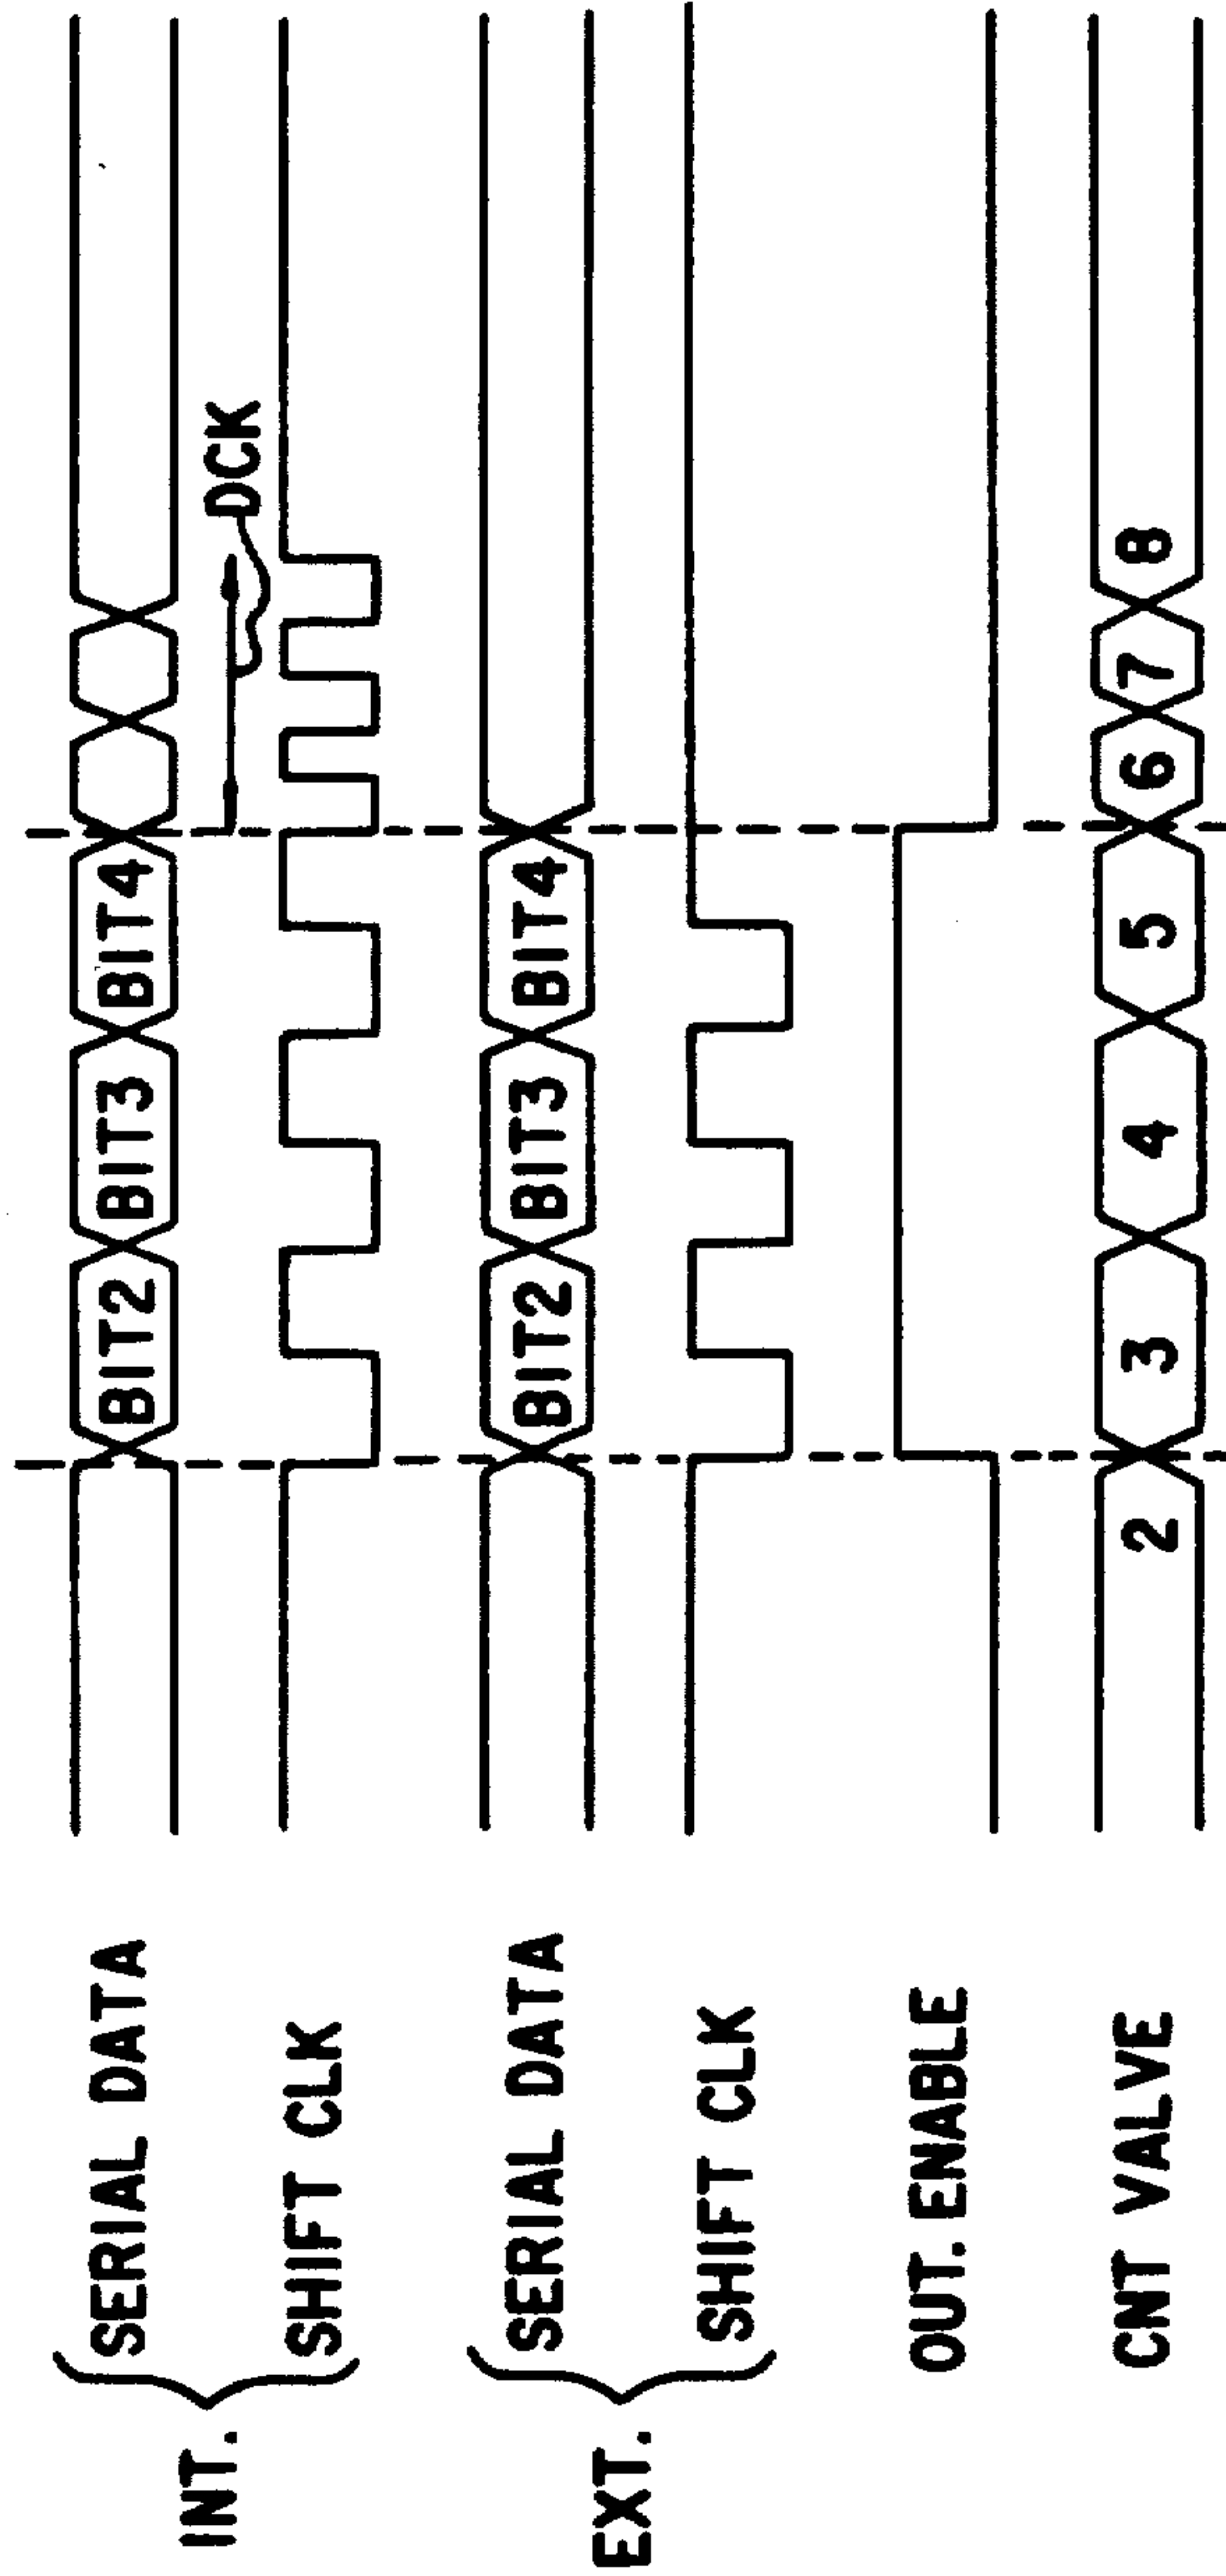 INT.
SERIAL DATA
BIT2 BIT3 BIT4
SHIFT CLK
DCK
EXT.
SERIAL DATA
BIT2 BIT3 BIT4
SHIFT CLK
OUT. ENABLE
CNT VALVE
2 3 4 5 6 7 8